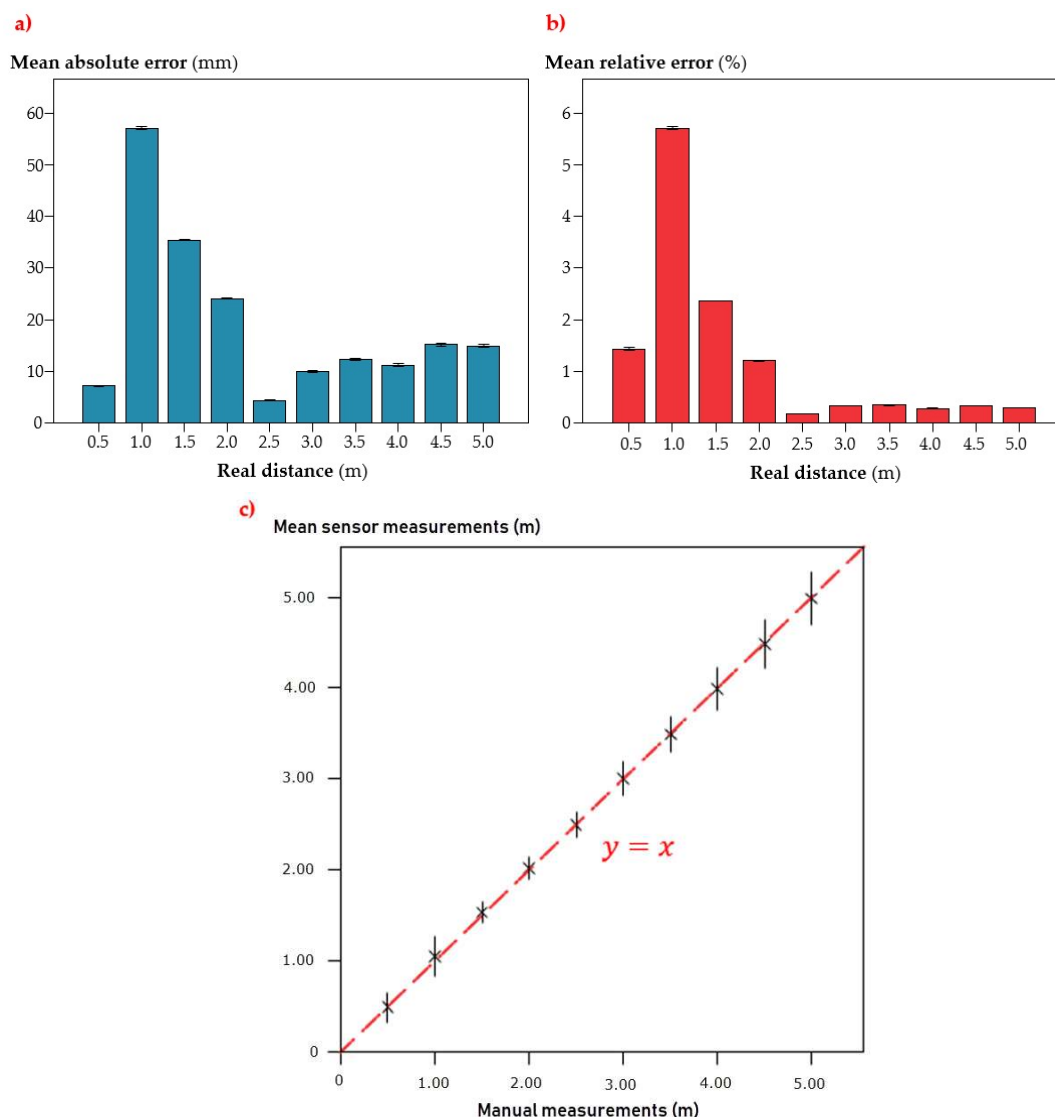 a)
Mean absolute error (mm)
60
50
40
30
20
10
0
0.5 1.0 1.5 2.0 2.5 3.0 3.5 4.0 4.5 5.0
Real distance (m)
b)
Mean relative error (%)
6
5
4
3
2
1
0
0.5 1.0 1.5 2.0 2.5 3.0 3.5 4.0 4.5 5.0
Real distance (m)
c)
Mean sensor measurements (m)
5.00
4.00
3.00
y = x
2.00
1.00
0
0 1.00 2.00 3.00 4.00 5.00
Manual measurements (m)